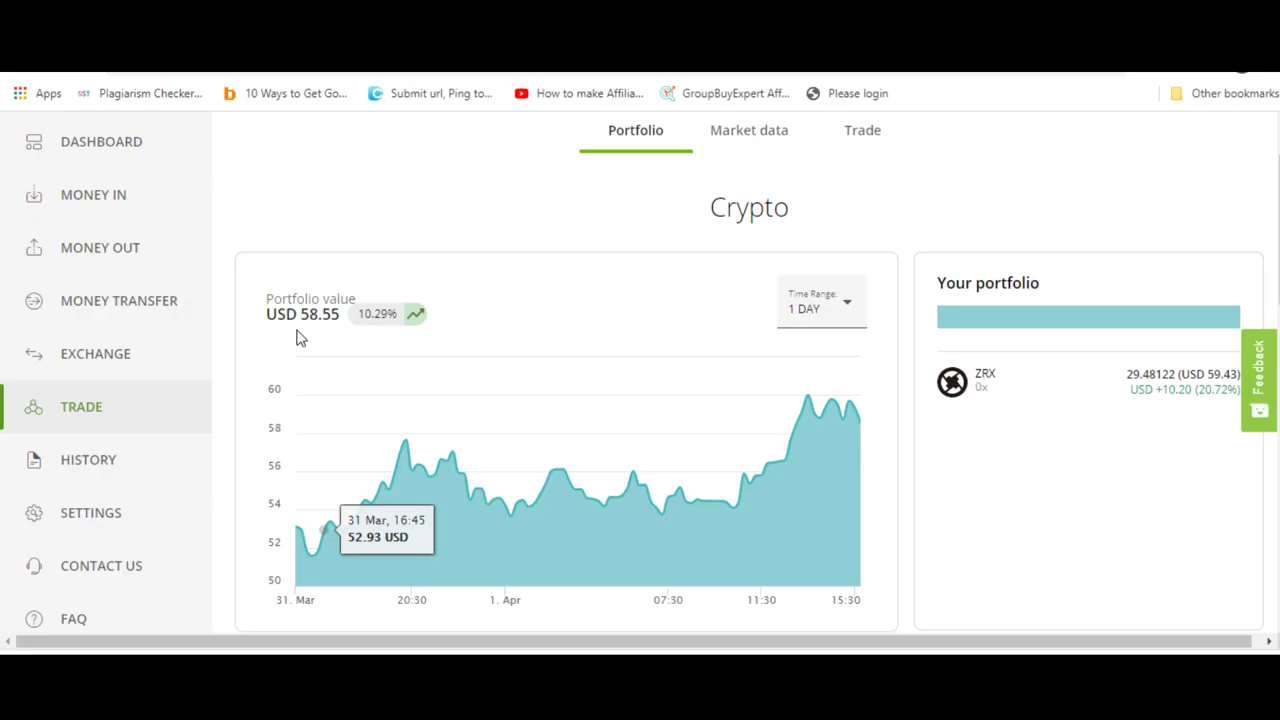 Apps
SST Plagiarism Checker...
10 Ways to Get Go...
Submit url, Ping to...
How to make Affilia...
GroupBuyExpert Aff...
Please login
Other bookmarks
DASHBOARD
MONEY IN
MONEY OUT
MONEY TRANSFER
EXCHANGE
TRADE
HISTORY
SETTINGS
CONTACT US
FAQ
Portfolio
Market data
Trade
Crypto
Portfolio value
USD 58.55 10.29%
Time Range:
1 DAY
60
58
56
54
52
50
31 Mar, 16:45
52.93 USD
31. Mar 20:30 1. Apr 07:30 11:30 15:30
Your portfolio
ZRX
0x
29.48122 (USD 59.43)
USD +10.20 (20.72%)
Feedback